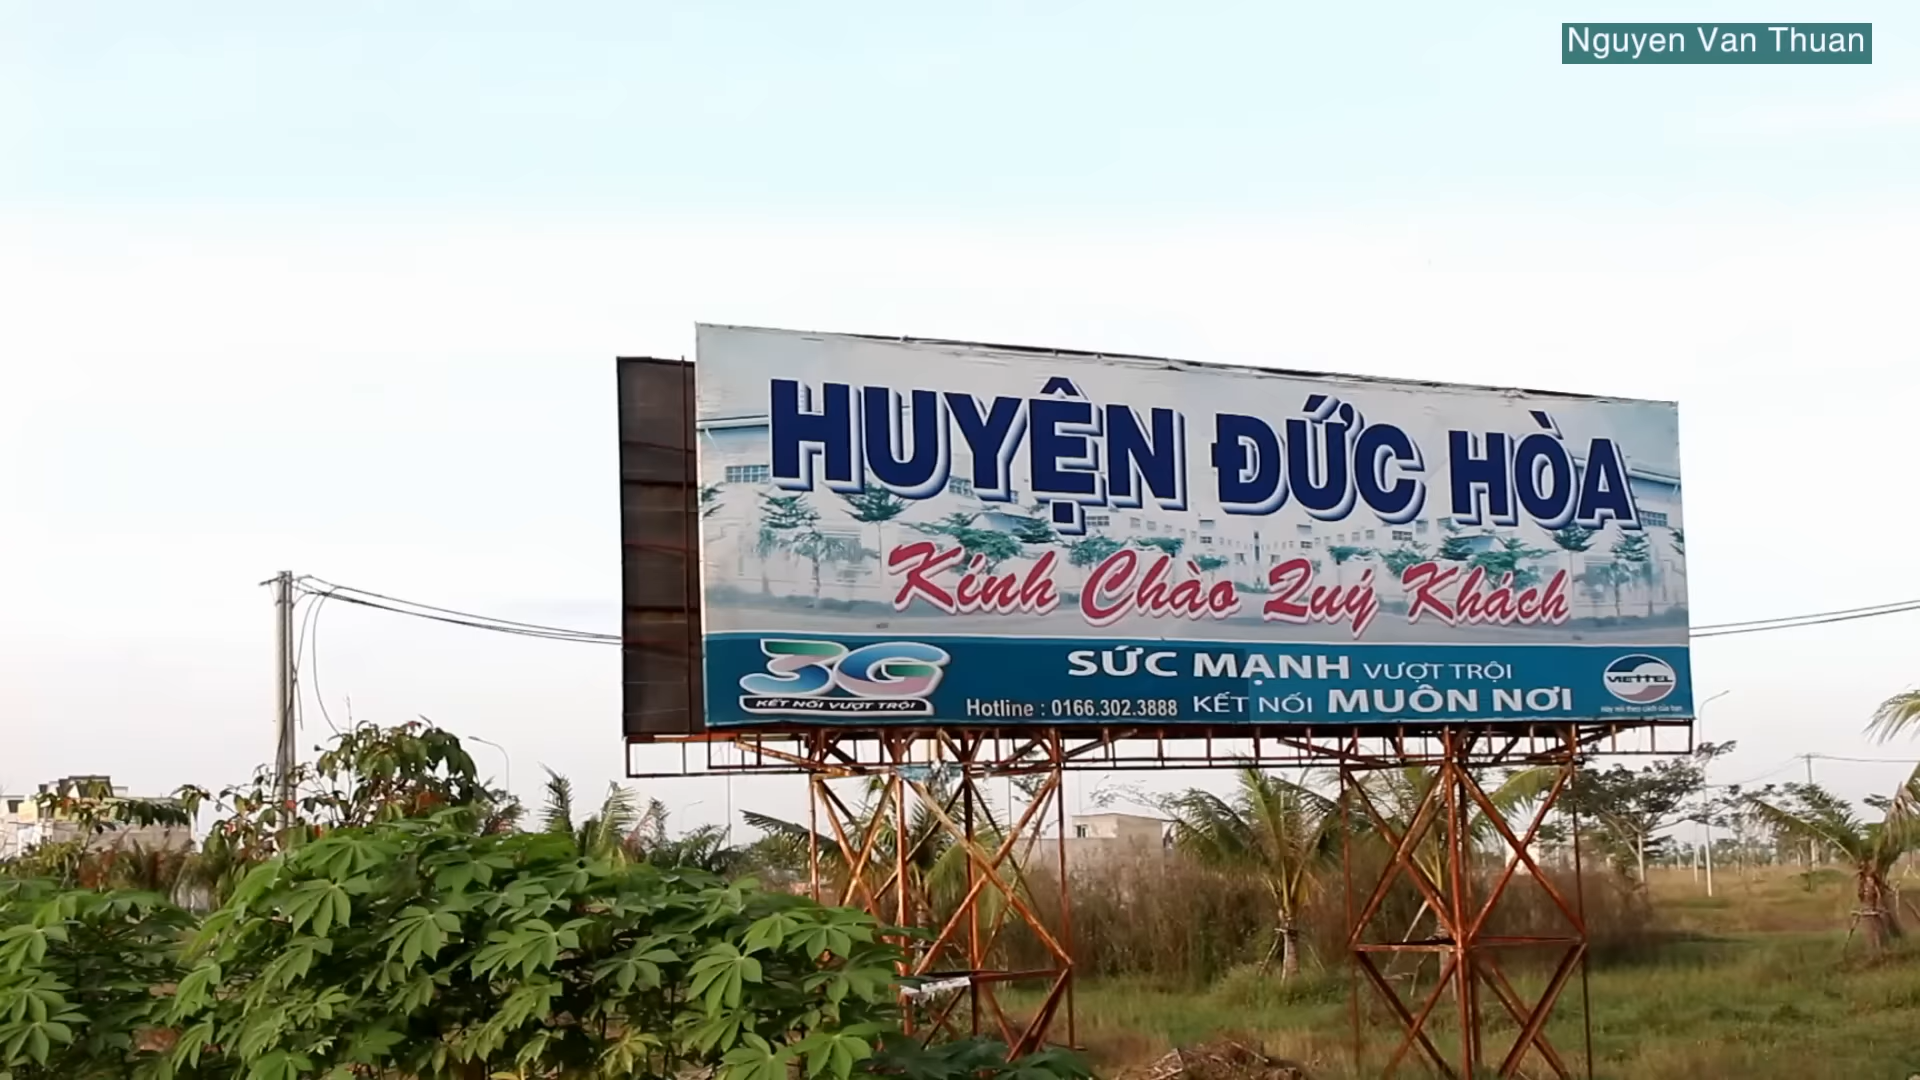 Nguyen Van Thuan
HUYỆN ĐỨC HÒA
Kính Chào Quý Khách
3G
KẾT NỐI VƯỢT TRỘI
SỨC MẠNH VƯỢT TRỘI
Hotline : 0166.302.3888 KẾT NỐI MUÔN NƠI
VIETTEL
Hãy nói theo cách của bạn